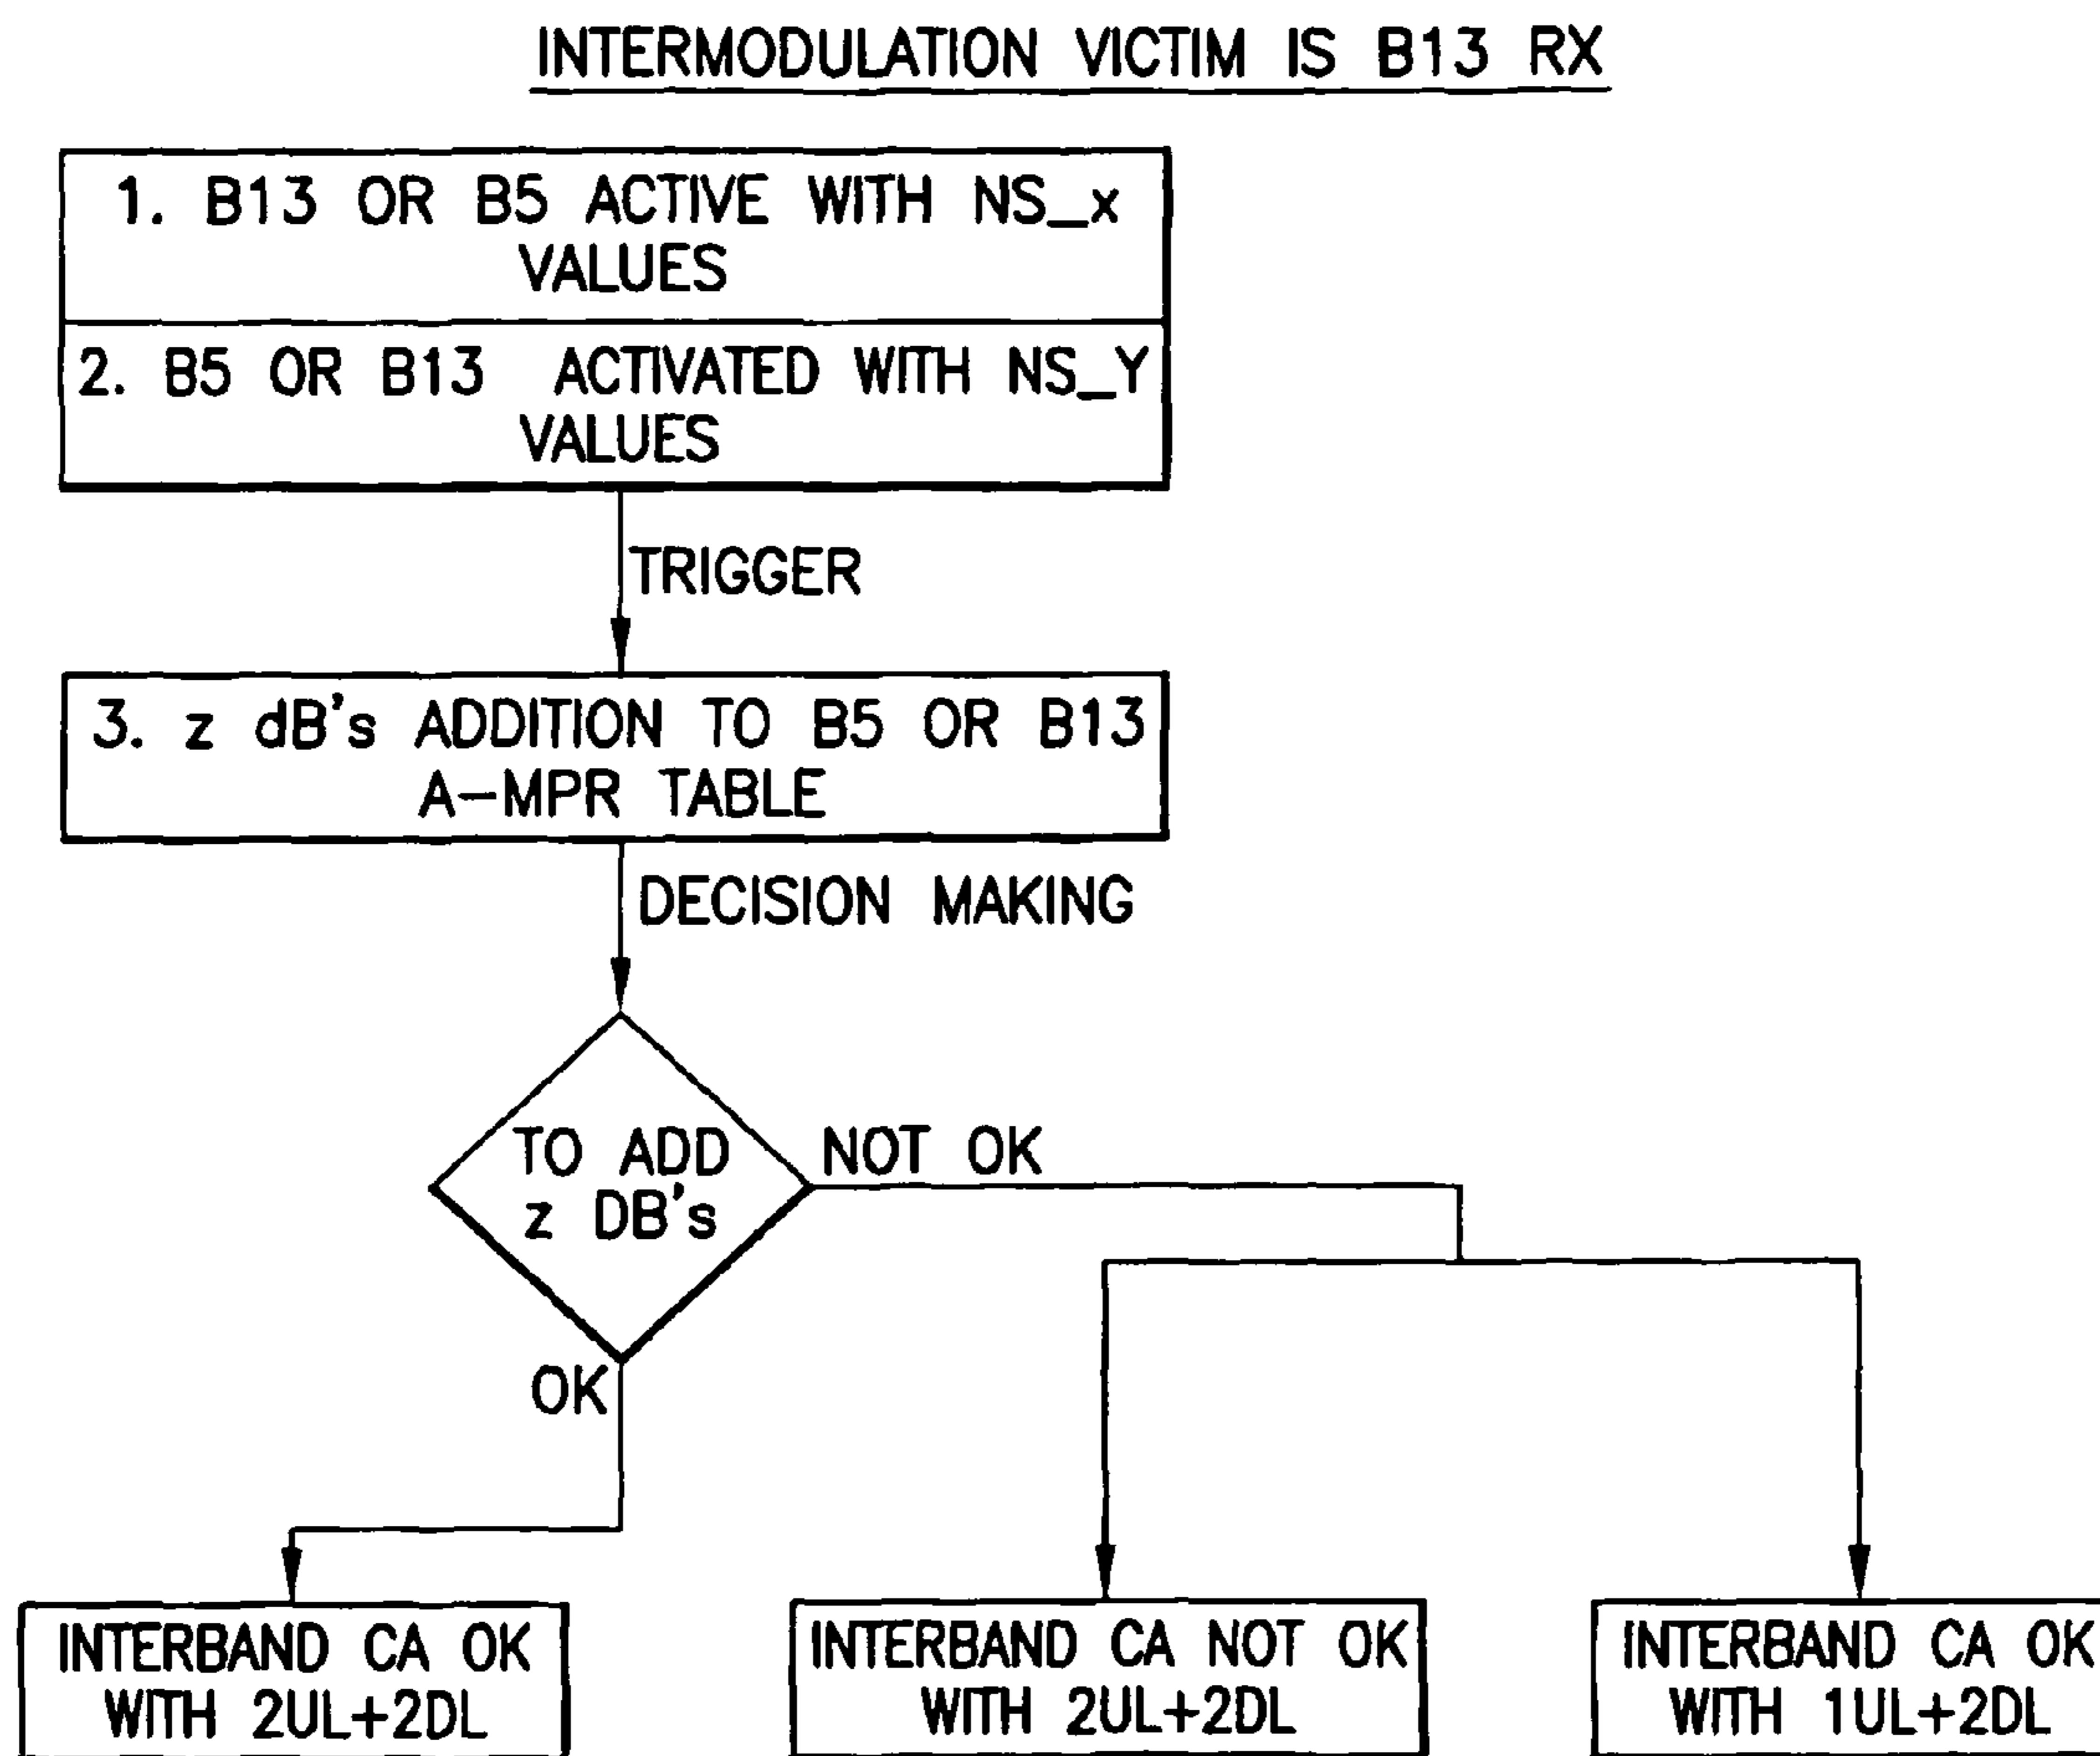 INTERMODULATION VICTIM IS B13 RX
1. B13 OR B5 ACTIVE WITH NS_x
VALUES
2. B5 OR B13 ACTIVATED WITH NS_Y
VALUES
TRIGGER
3. z dB's ADDITION TO B5 OR B13
A-MPR TABLE
DECISION MAKING
TO ADD
z DB's
NOT OK
OK
INTERBAND CA OK
WITH 2UL+2DL
INTERBAND CA NOT OK
WITH 2UL+2DL
INTERBAND CA OK
WITH 1UL+2DL